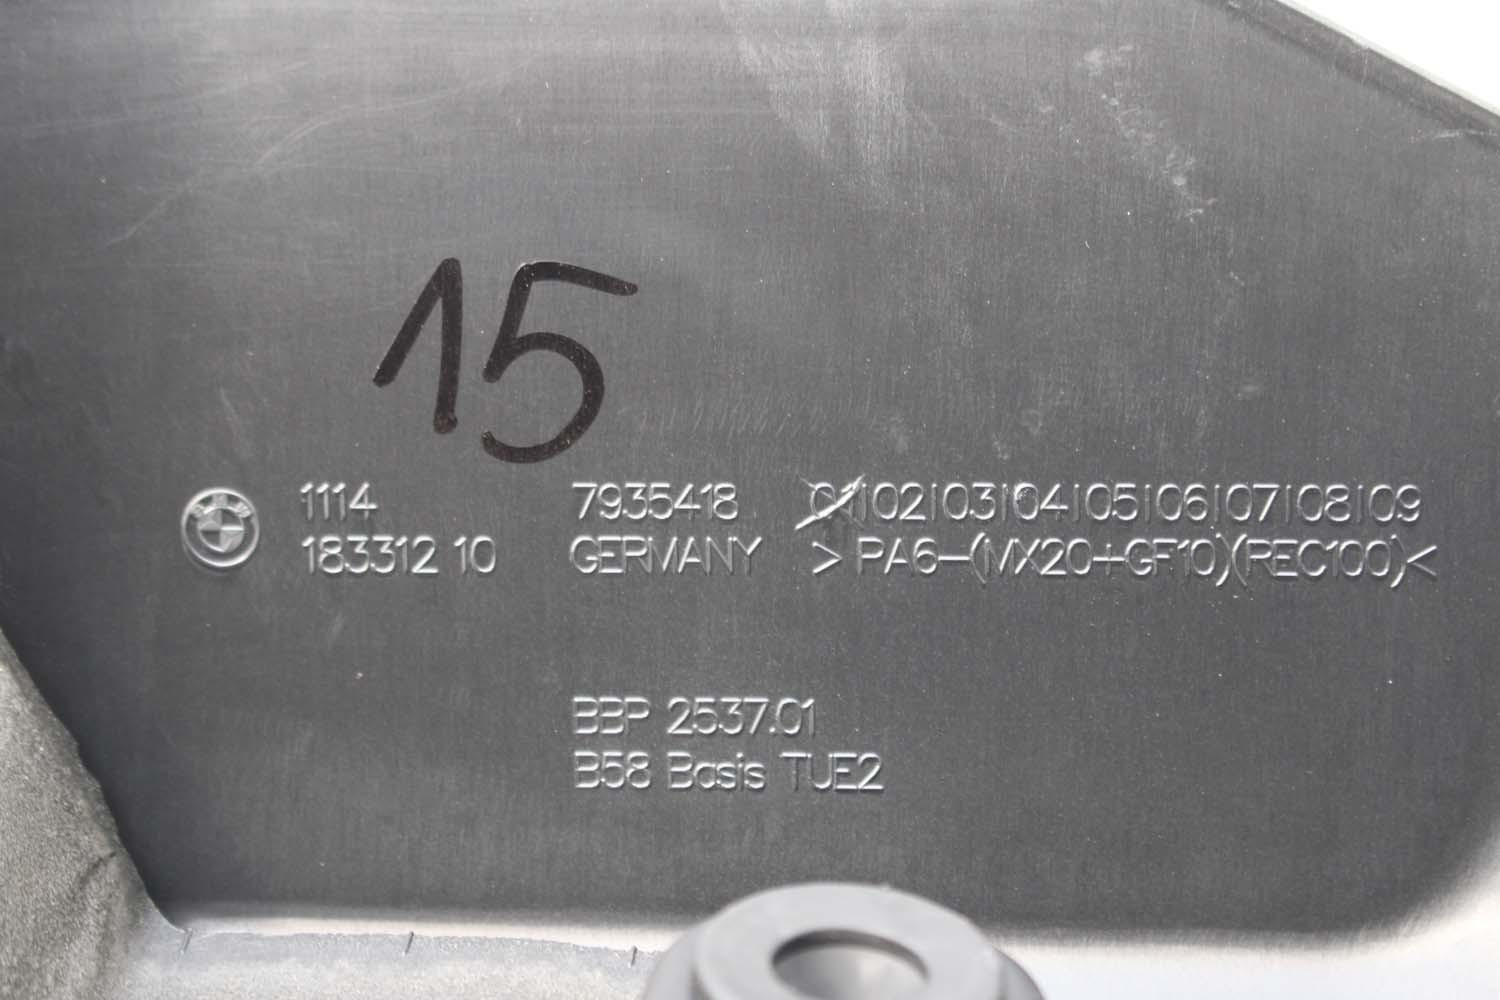 15
1114 7935418 01|02|03|04|05|06|07|08|09
183312 10 GERMANY >PA6-(MX20+GF10)(REC100)<
BBP 2537.01
B58 Basis TUE2